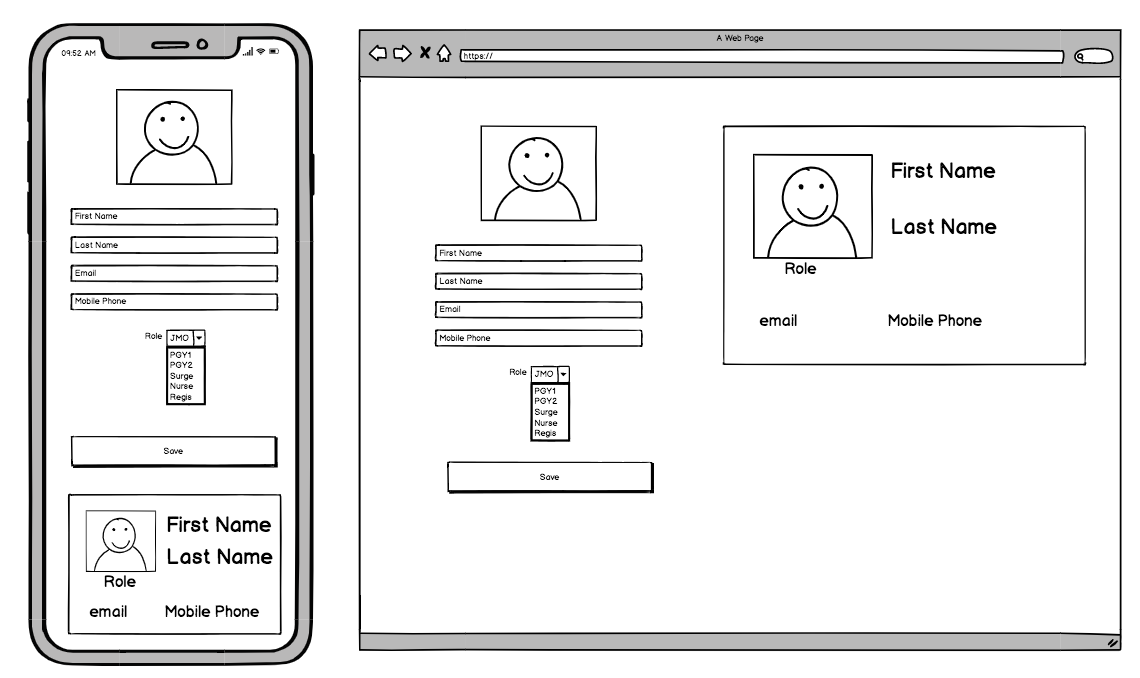 09:52 AM
First Name
Last Name
Email
Mobile Phone
Role JMO
PGY1
PGY2
Surge
Nurse
Regis
Save
First Name
Last Name
Role
email Mobile Phone
A Web Page
https://
First Name
Last Name
Email
Mobile Phone
Role JMO
PGY1
PGY2
Surge
Nurse
Regis
Save
First Name
Last Name
Role
email Mobile Phone